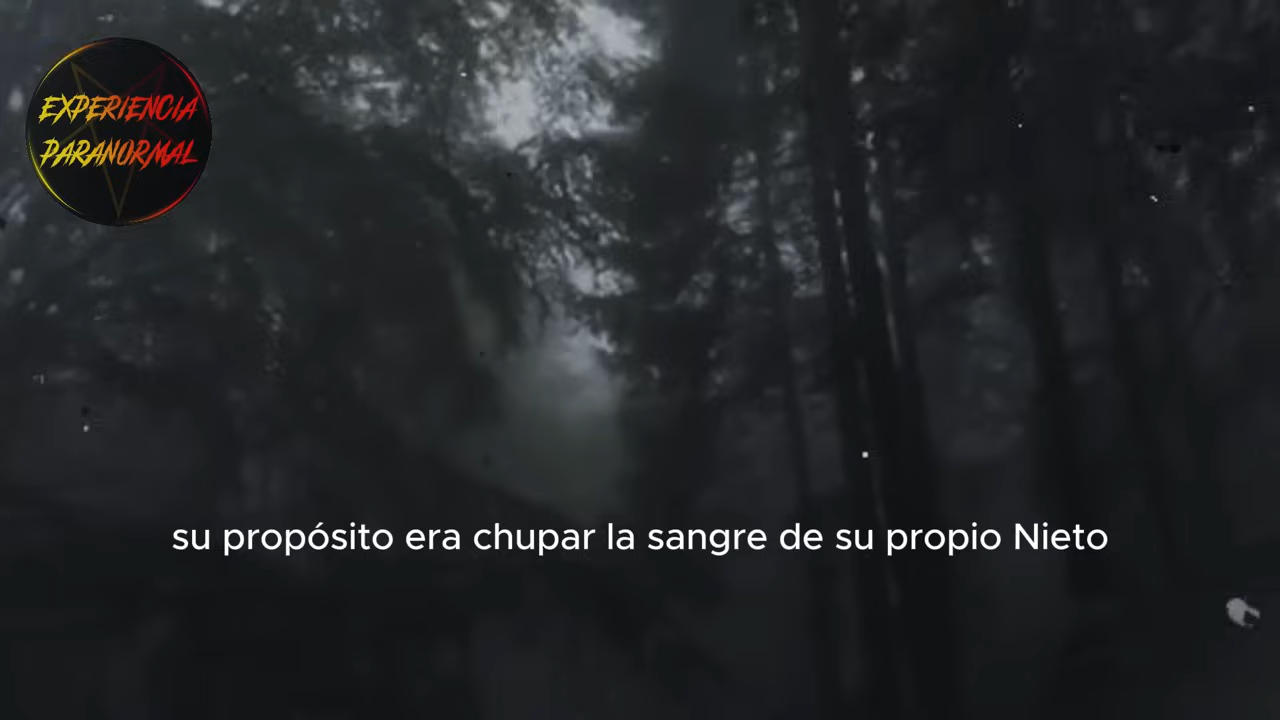 EXPERIENCIA
PARANORMAL
su propósito era chupar la sangre de su propio Nieto